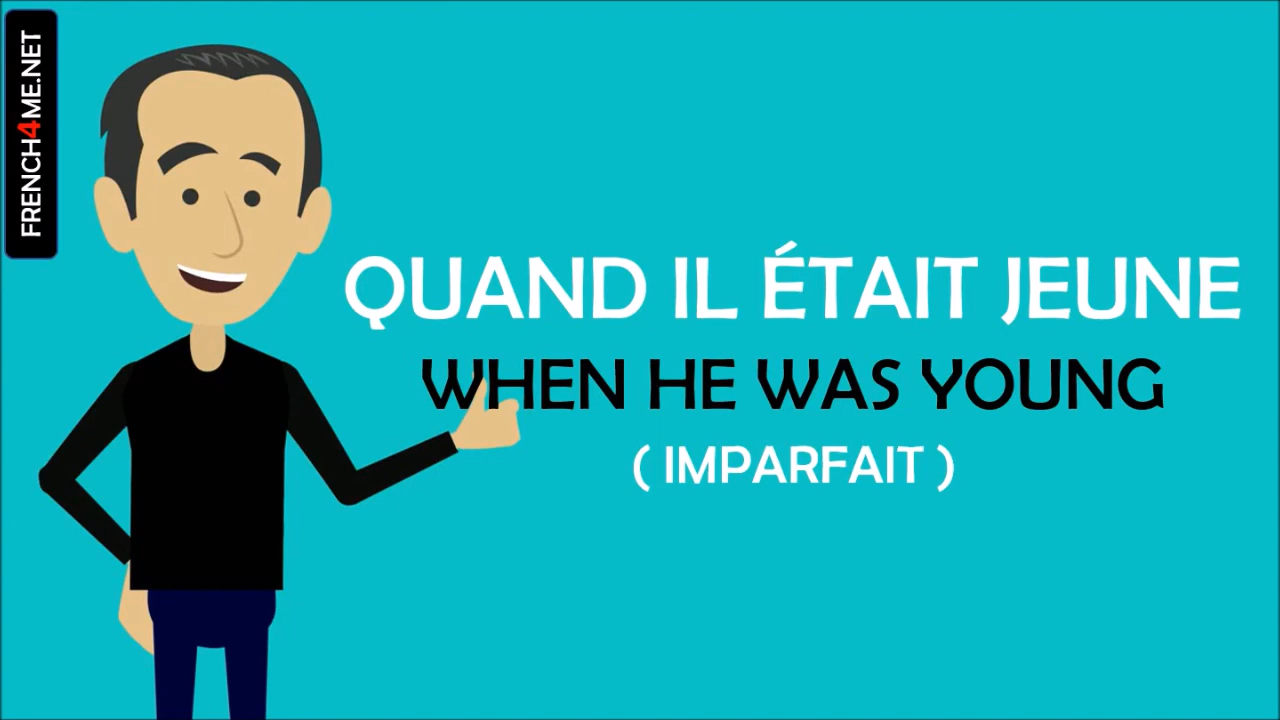 FRENCH4ME.NET
QUAND IL ÉTAIT JEUNE
WHEN HE WAS YOUNG
( IMPARFAIT )